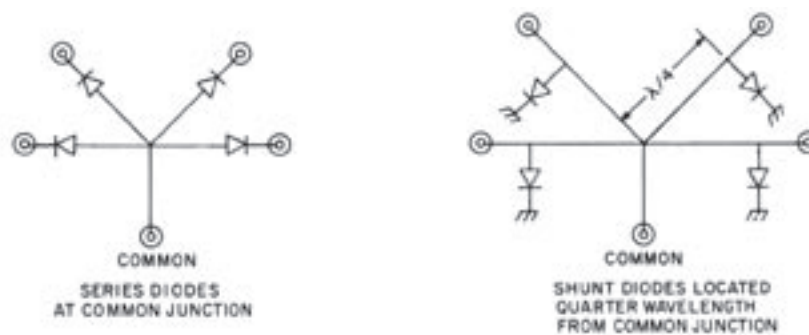 λ/4
COMMON
SERIES DIODES
AT COMMON JUNCTION
COMMON
SHUNT DIODES LOCATED
QUARTER WAVELENGTH
FROM COMMON JUNCTION